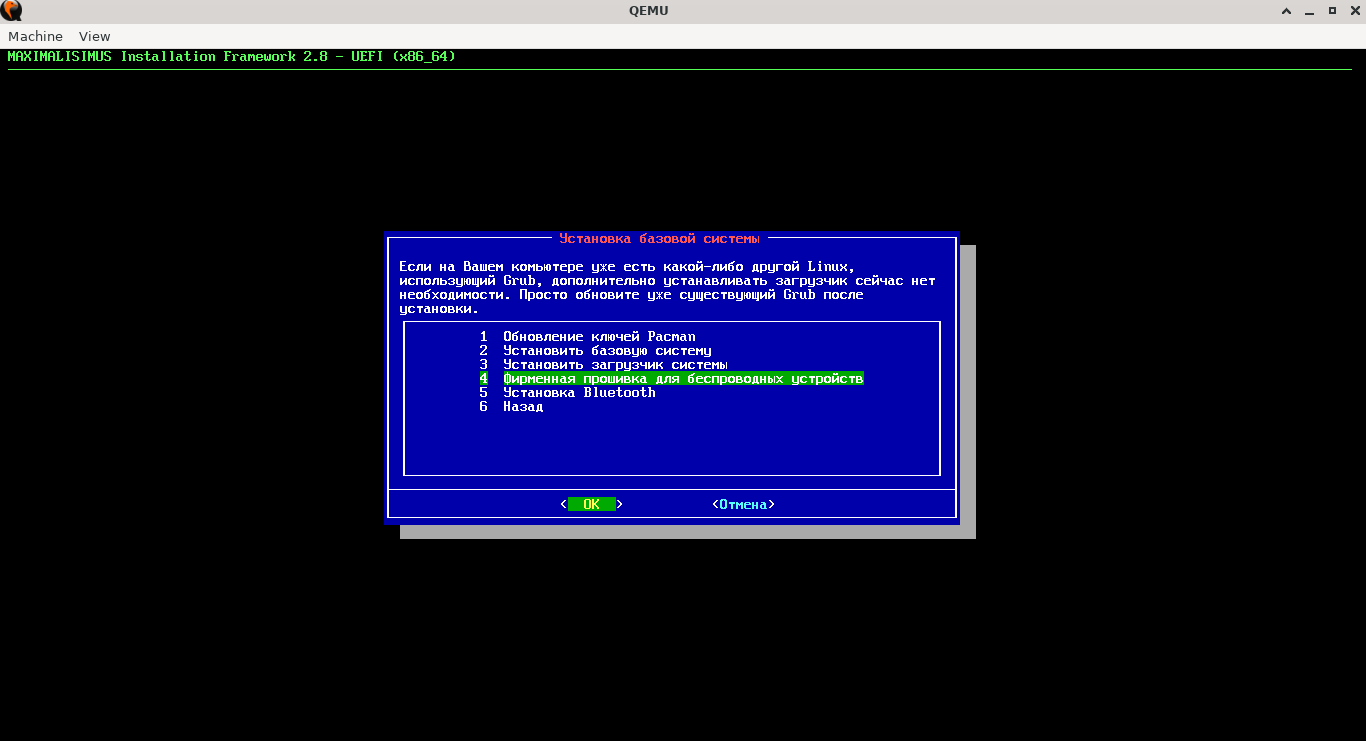 QEMU
Machine View
MAXIMALISIMUS Installation Framework 2.8 - UEFI (x86_64)
Установка базовой системы
Если на Вашем комьютере уже есть какой-либо другой Linux,
использующий Grub, дополнительно устанавливать загрузчик сейчас нет
необходимости. Просто обновите уже существующий Grub после
установки.
1 Обновление ключей Pacman
2 Установить базовую систему
3 Установить загрузчик системы
4 Фирменная прошивка для беспроводных устройств
5 Установка Bluetooth
6 Назад
< OK > <Отмена>